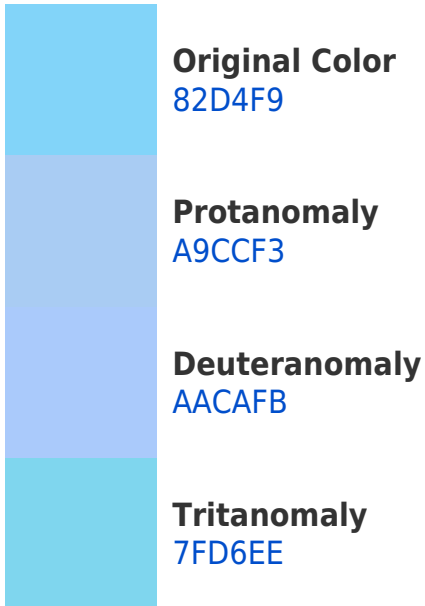 Original Color
82D4F9
Protanomaly
A9CCF3
Deuteranomaly
AACAFB
Tritanomaly
7FD6EE